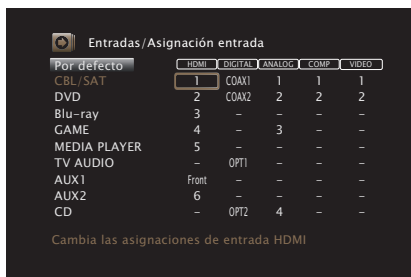 Entradas/Asignación entrada
Por defecto HDMI DIGITAL ANALOG COMP VIDEO
CBL/SAT 1 COAX1 1 1 1
DVD 2 COAX2 2 2 2
Blu-ray 3 – – – –
GAME 4 – 3 – –
MEDIA PLAYER 5 – – – –
TV AUDIO – OPT1 – – –
AUX1 Front – – – –
AUX2 6 – – – –
CD – OPT2 4 – –
Cambia las asignaciones de entrada HDMI